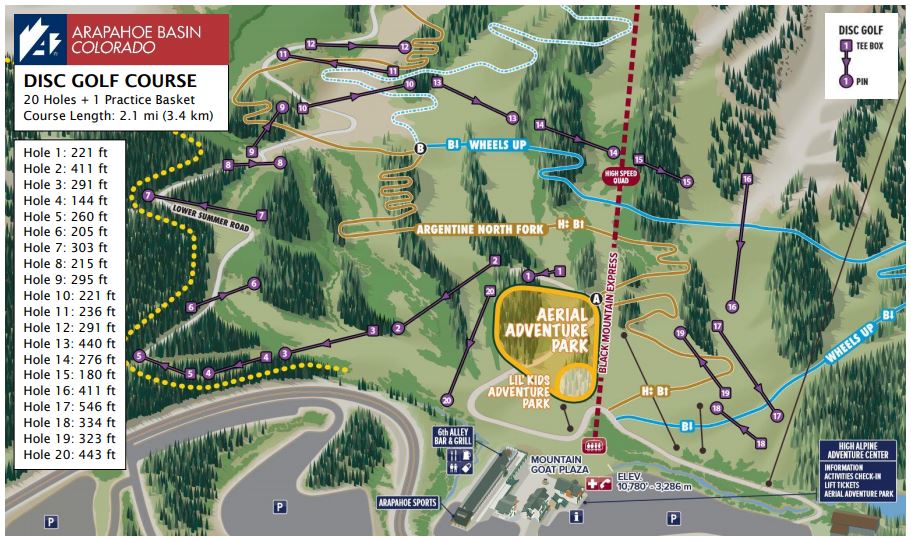 ARAPAHOE BASIN
COLORADO
DISC GOLF COURSE
20 Holes + 1 Practice Basket
Course Length: 2.1 mi (3.4 km)
Hole 1: 221 ft
Hole 2: 411 ft
Hole 3: 291 ft
Hole 4: 144 ft
Hole 5: 260 ft
Hole 6: 205 ft
Hole 7: 303 ft
Hole 8: 215 ft
Hole 9: 295 ft
Hole 10: 221 ft
Hole 11: 236 ft
Hole 12: 291 ft
Hole 13: 440 ft
Hole 14: 276 ft
Hole 15: 180 ft
Hole 16: 411 ft
Hole 17: 546 ft
Hole 18: 334 ft
Hole 19: 323 ft
Hole 20: 443 ft
DISC
GOLF
1 TEE BOX
1 PIN
12 12
11
11
10
13
9 10
13
14
14
B
B↓ WHEELS UP
9
8 8
15
15
HIGH SPEED
QUAD
16
7
7
LOWER SUMMER ROAD
ARGENTINE NORTH FORK
H↕ B↕
2
1 1
6
6
20
A
16
BLACK MOUNTAIN EXPRESS
AERIAL
ADVENTURE
PARK
WHEELS UP B↓
3 2
19 17
5 4 3
5 4
LIL' KIDS
ADVENTURE
PARK
H↕ B↕
19
20
18
17
B↓
18
6th ALLEY
BAR & GRILL
MOUNTAIN
GOAT PLAZA
ELEV.
10,780' - 3,286 m
HIGH ALPINE
ADVENTURE CENTER
INFORMATION
ACTIVITIES CHECK-IN
LIFT TICKETS
AERIAL ADVENTURE PARK
ARAPAHOE SPORTS
P
P
P
i